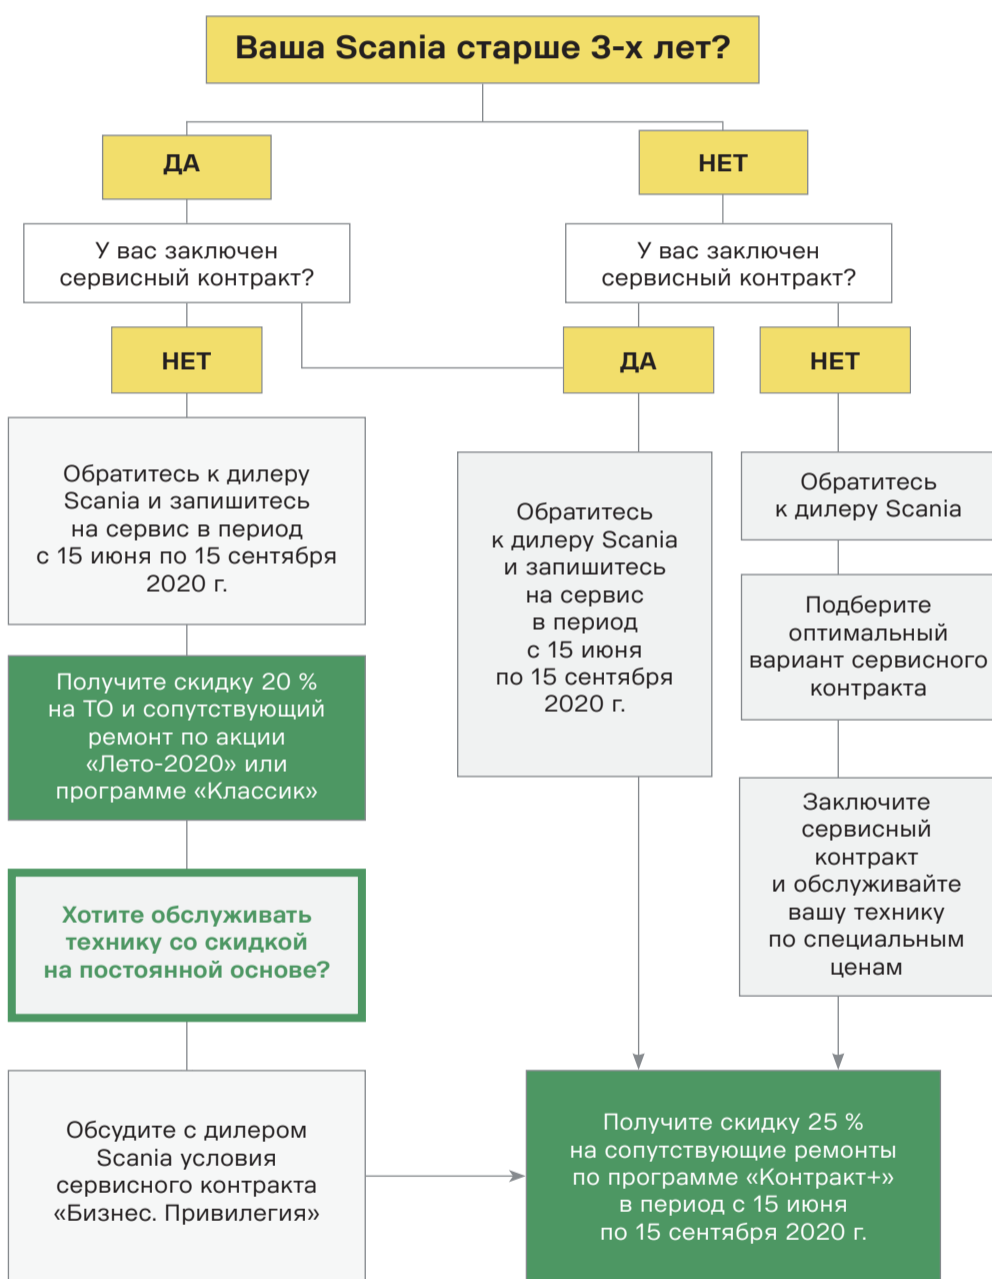 Ваша Scania старше 3-х лет?
ДА
НЕТ
У вас заключен
сервисный контракт?
У вас заключен
сервисный контракт?
НЕТ
ДА
НЕТ
Обратитесь к дилеру
Scania и запишитесь
на сервис в период
с 15 июня по 15 сентября
2020 г.
Получите скидку 20 %
на ТО и сопутствующий
ремонт по акции
«Лето-2020» или
программе «Классик»
Хотите обслуживать
технику со скидкой
на постоянной основе?
Обсудите с дилером
Scania условия
сервисного контракта
«Бизнес. Привилегия»
Обратитесь
к дилеру Scania
и запишитесь
на сервис
в период
с 15 июня
по 15 сентября
2020 г.
Обратитесь
к дилеру Scania
Подберите
оптимальный
вариант сервисного
контракта
Заключите
сервисный
контракт
и обслуживайте
вашу технику
по специальным
ценам
Получите скидку 25 %
на сопутствующие ремонты
по программе «Контракт+»
в период с 15 июня
по 15 сентября 2020 г.